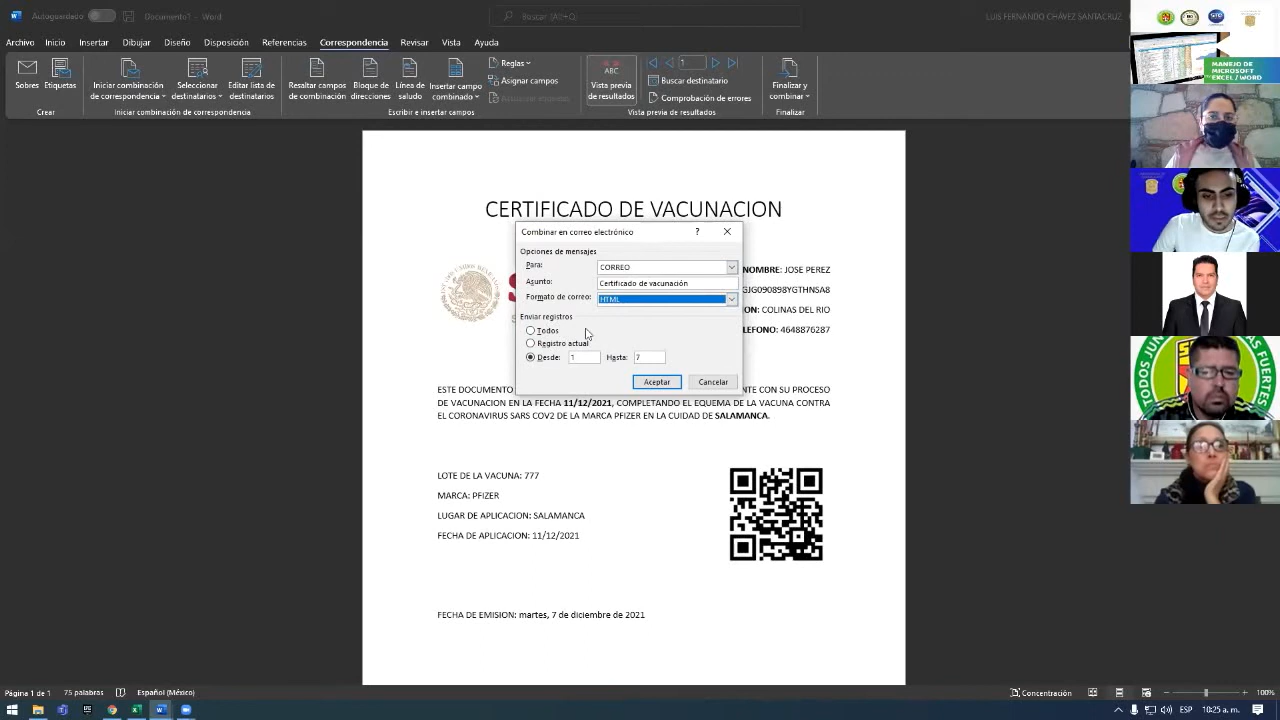 Autoguardado
Documento1 - Word
Buscar (Alt+Q)
LUIS FERNANDO CHÁVEZ SANTACRUZ
Archivo Inicio Insertar Dibujar Diseño Disposición Referencias Correspondencia Revisar Vista Ayuda
Sobres
Etiquetas
Iniciar combinación
de correspondencia
Seleccionar
destinatarios
Editar lista de
destinatarios
Resaltar campos
de combinación
Bloque de
direcciones
Línea de
saludo
Insertar campo
combinado
Reglas
Asignar campos
Actualizar etiquetas
ABC
Vista previa
de resultados
1
Buscar destinatario
Comprobación de errores
Finalizar y
combinar
Crear
Iniciar combinación de correspondencia
Escribir e insertar campos
Vista previa de resultados
Finalizar
MANEJO DE
MICROSOFT
EXCEL / WORD
CERTIFICADO DE VACUNACION
Combinar en correo electrónico
?
Opciones de mensajes
Para: CORREO
Asunto: Certificado de vacunación
Formato de correo: HTML
Enviar registros
Todos
Registro actual
Desde: 1 Hasta: 7
Aceptar Cancelar
NOMBRE: JOSE PEREZ
GJG090898YGTHNSA8
ION: COLINAS DEL RIO
LEFONO: 4648876287
ESTE DOCUMENTO NTE CON SU PROCESO
DE VACUNACION EN LA FECHA 11/12/2021, COMPLETANDO EL EQUEMA DE LA VACUNA CONTRA
EL CORONAVIRUS SARS COV2 DE LA MARCA PFIZER EN LA CUIDAD DE SALAMANCA.
LOTE DE LA VACUNA: 777
MARCA: PFIZER
LUGAR DE APLICACION: SALAMANCA
FECHA DE APLICACION: 11/12/2021
FECHA DE EMISION: martes, 7 de diciembre de 2021
Página 1 de 1 75 palabras Español (México)
Concentración
100%
ESP
10:25 a. m.